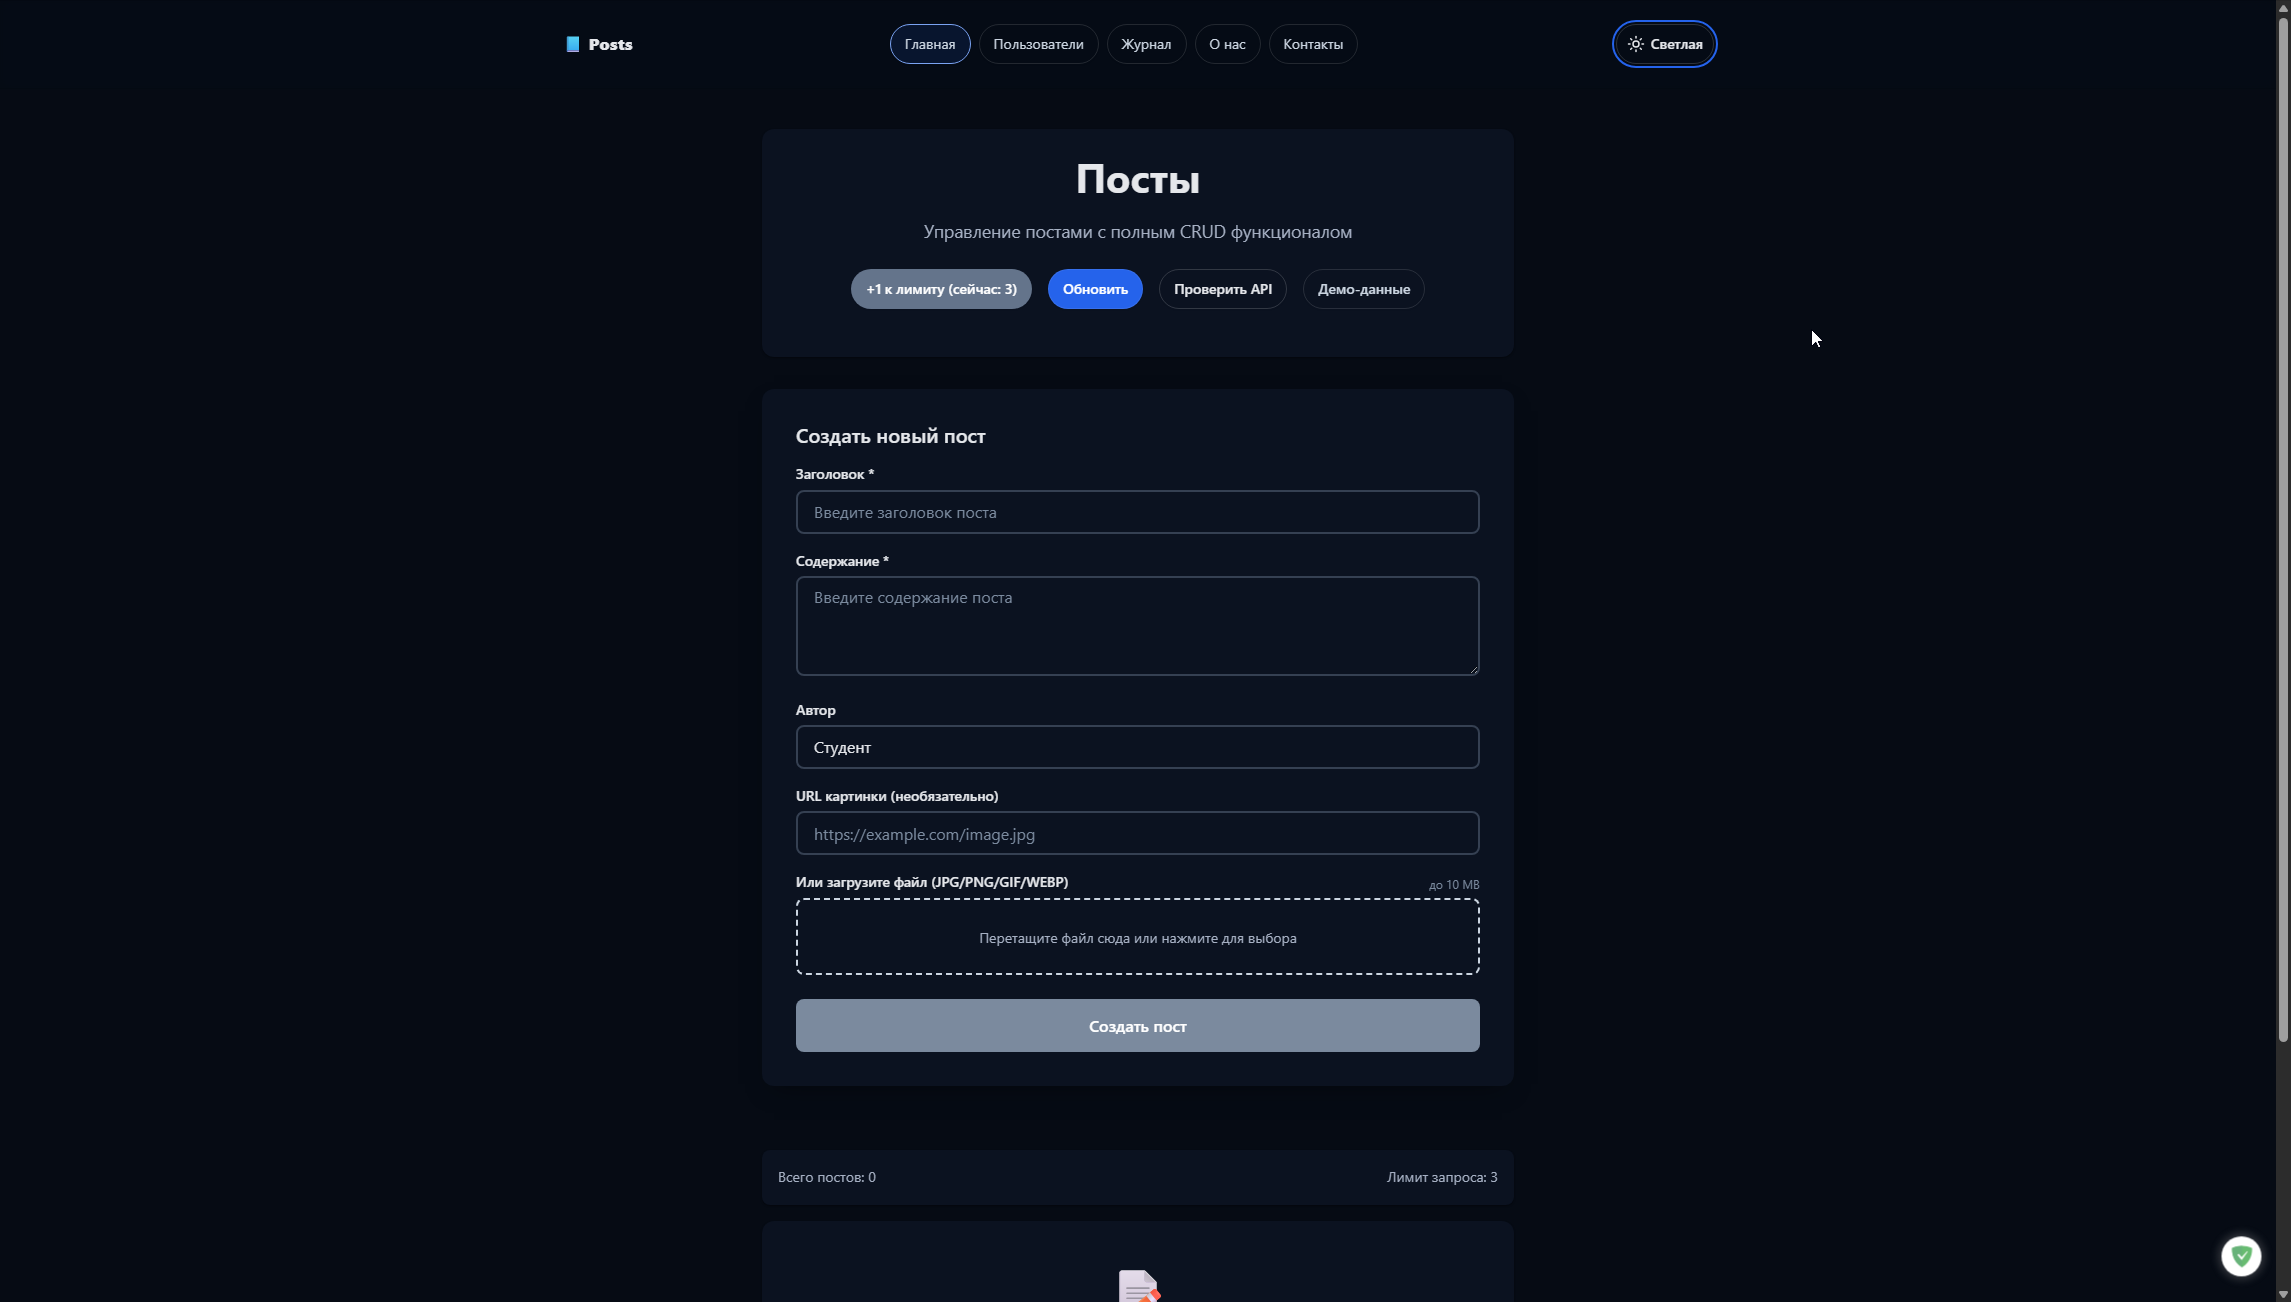 Posts
Главная
Пользователи
Журнал
О нас
Контакты
Светлая
Посты
Управление постами с полным CRUD функционалом
+1 к лимиту (сейчас: 3)
Обновить
Проверить API
Демо-данные
Создать новый пост
Заголовок *
Введите заголовок поста
Содержание *
Введите содержание поста
Автор
Студент
URL картинки (необязательно)
https://example.com/image.jpg
Или загрузите файл (JPG/PNG/GIF/WEBP)
до 10 MB
Перетащите файл сюда или нажмите для выбора
Создать пост
Всего постов: 0
Лимит запроса: 3